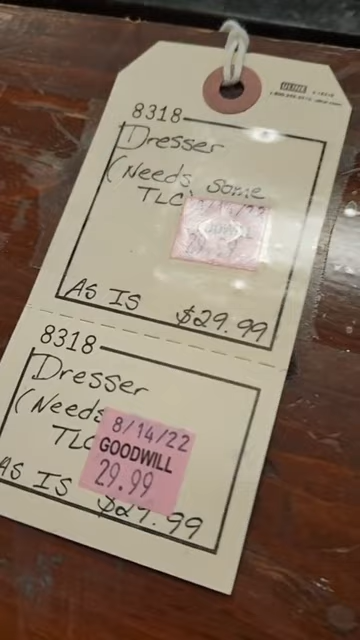 8318
Dresser
(Needs some
TLC)
AS IS $29.99
8318
Dresser
(Needs
TLC
8/14/22
GOODWILL
29.99
AS IS $29.99